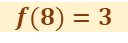 f(8) = 3